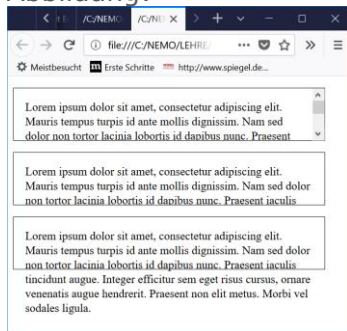 Abbildung.
/C:/NEMO /C:/NE
file:///C:/NEMO/LEHRE
Meistbesucht Erste Schritte http://www.spiegel.de...
Lorem ipsum dolor sit amet, consectetur adipiscing elit.
Mauris tempus turpis id ante mollis dignissim. Nam sed
dolor non tortor lacinia lobortis id dapibus nunc. Praesent
Lorem ipsum dolor sit amet, consectetur adipiscing elit.
Mauris tempus turpis id ante mollis dignissim. Nam sed dolor
non tortor lacinia lobortis id dapibus nunc. Praesent iaculis
Lorem ipsum dolor sit amet, consectetur adipiscing elit.
Mauris tempus turpis id ante mollis dignissim. Nam sed dolor
non tortor lacinia lobortis id dapibus nunc. Praesent iaculis
tincidunt augue. Integer efficitur sem eget risus cursus, ornare
venenatis augue hendrerit. Praesent non elit metus. Morbi vel
sodales ligula.